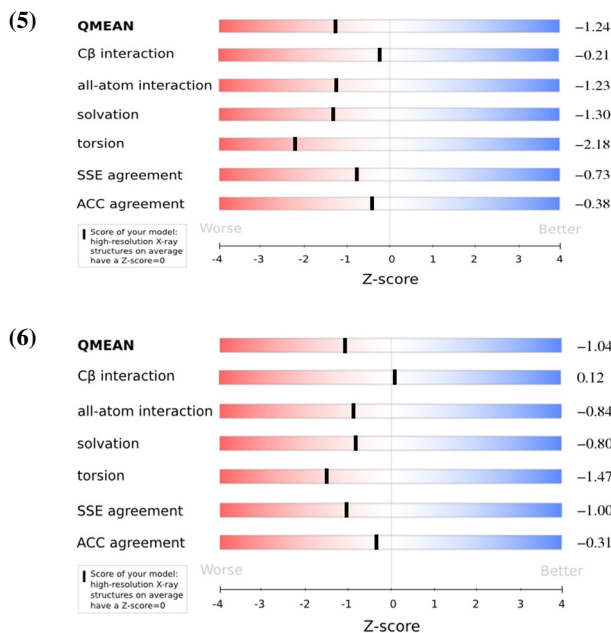 (5)
QMEAN −1.24
Cβ interaction −0.21
all-atom interaction −1.23
solvation −1.30
torsion −2.18
SSE agreement −0.73
ACC agreement −0.38
Worse Better
Score of your model:
high-resolution X-ray
structures on average
have a Z-score=0
-4 -3 -2 -1 0 1 2 3 4
Z-score
(6)
QMEAN −1.04
Cβ interaction 0.12
all-atom interaction −0.84
solvation −0.80
torsion −1.47
SSE agreement −1.00
ACC agreement −0.31
Worse Better
Score of your model:
high-resolution X-ray
structures on average
have a Z-score=0
-4 -3 -2 -1 0 1 2 3 4
Z-score